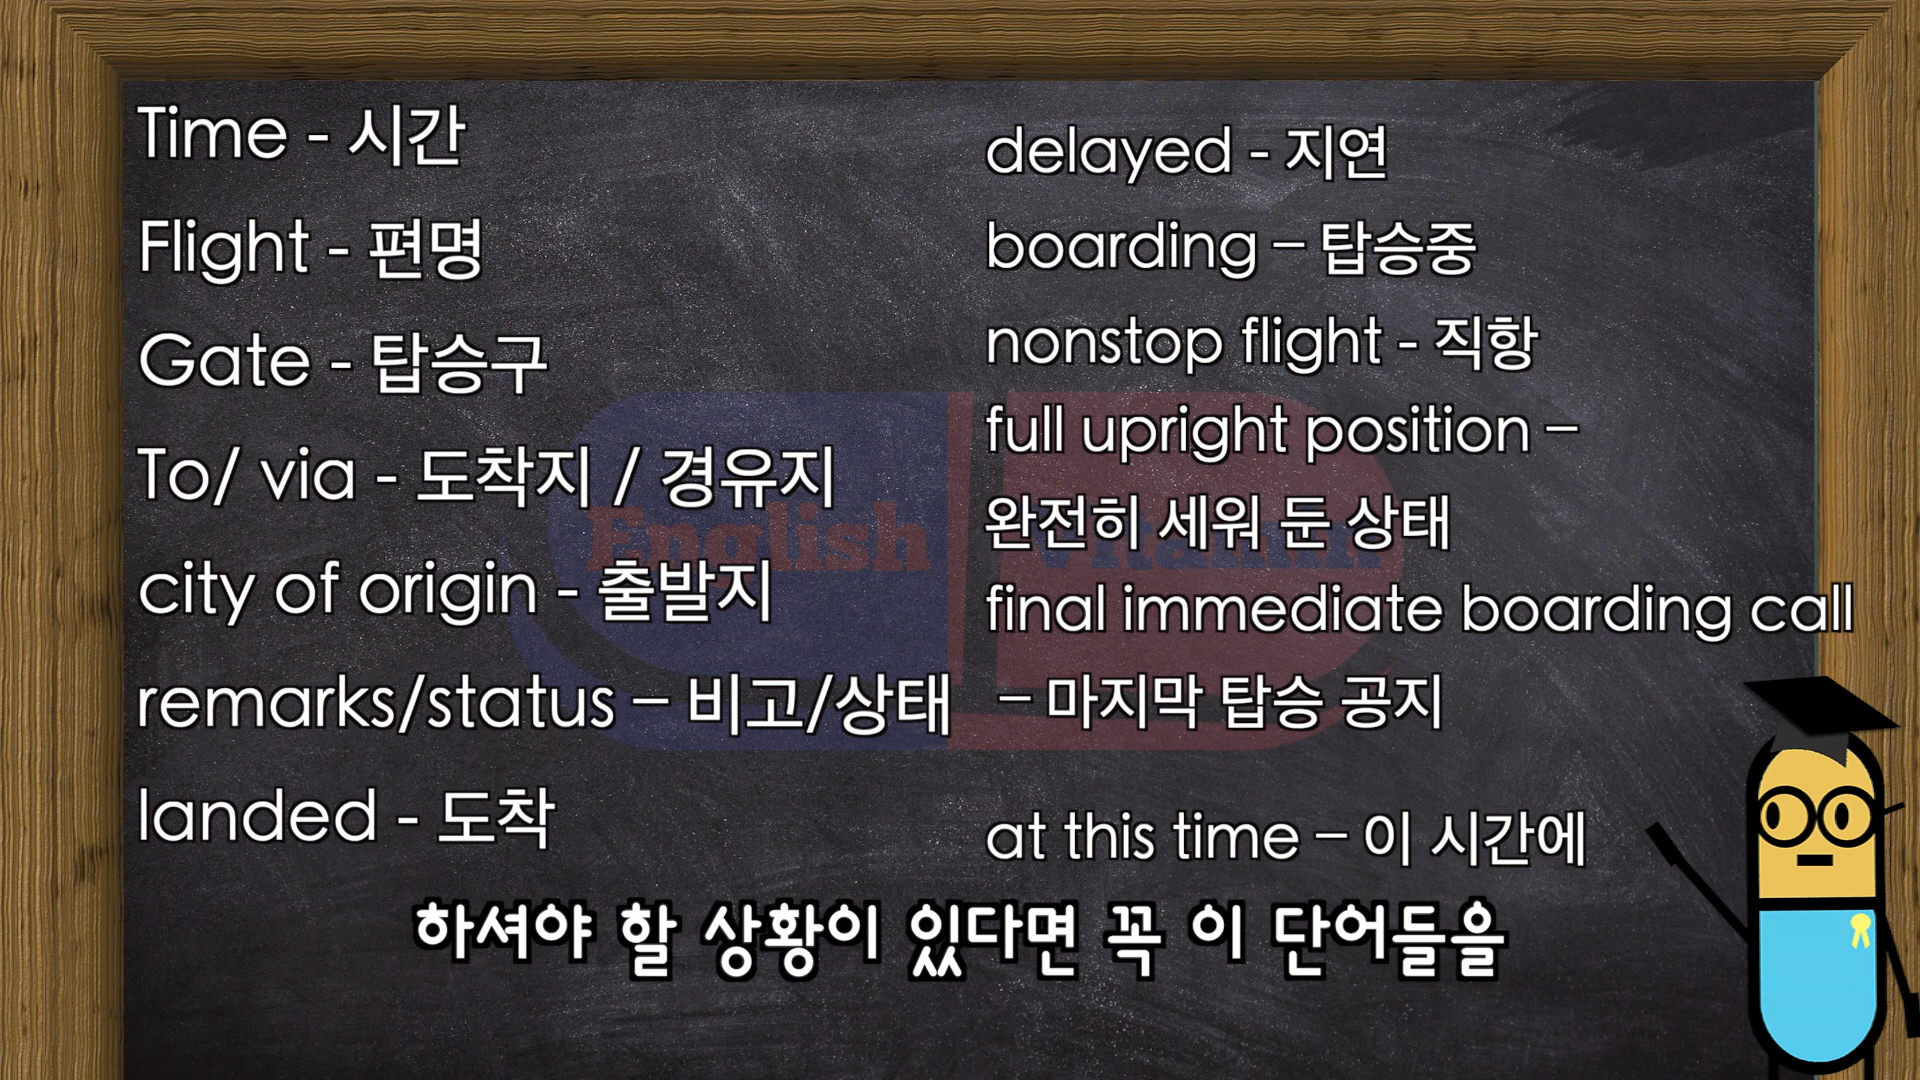 Time - 시간
Flight - 편명
Gate - 탑승구
To/ via - 도착지 / 경유지
city of origin - 출발지
remarks/status – 비고/상태
landed - 도착
delayed - 지연
boarding – 탑승중
nonstop flight - 직항
full upright position –
완전히 세워 둔 상태
final immediate boarding call
– 마지막 탑승 공지
at this time – 이 시간에
English Vitamin
하셔야 할 상황이 있다면 꼭 이 단어들을